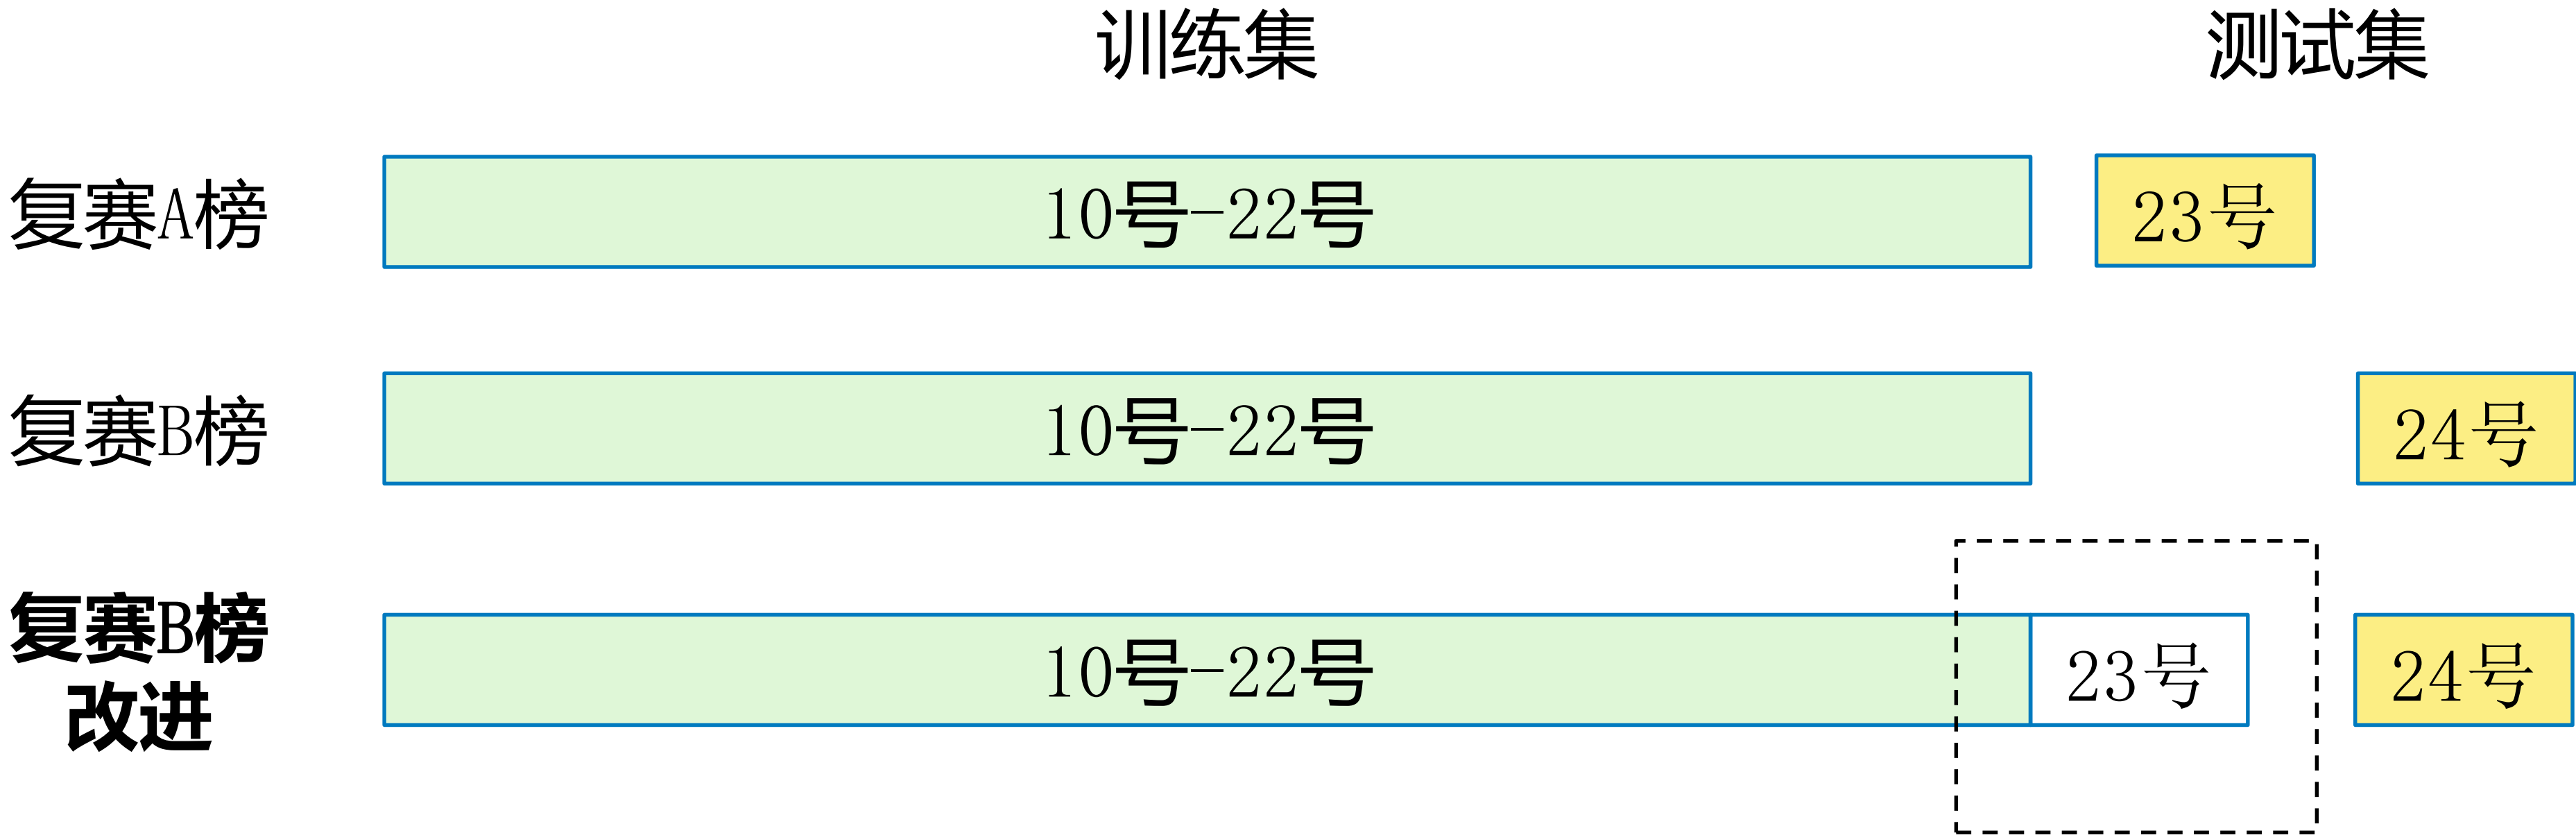 训练集 测试集
复赛A榜 10号-22号 23号
复赛B榜 10号-22号 24号
复赛B榜
改进
10号-22号 23号 24号